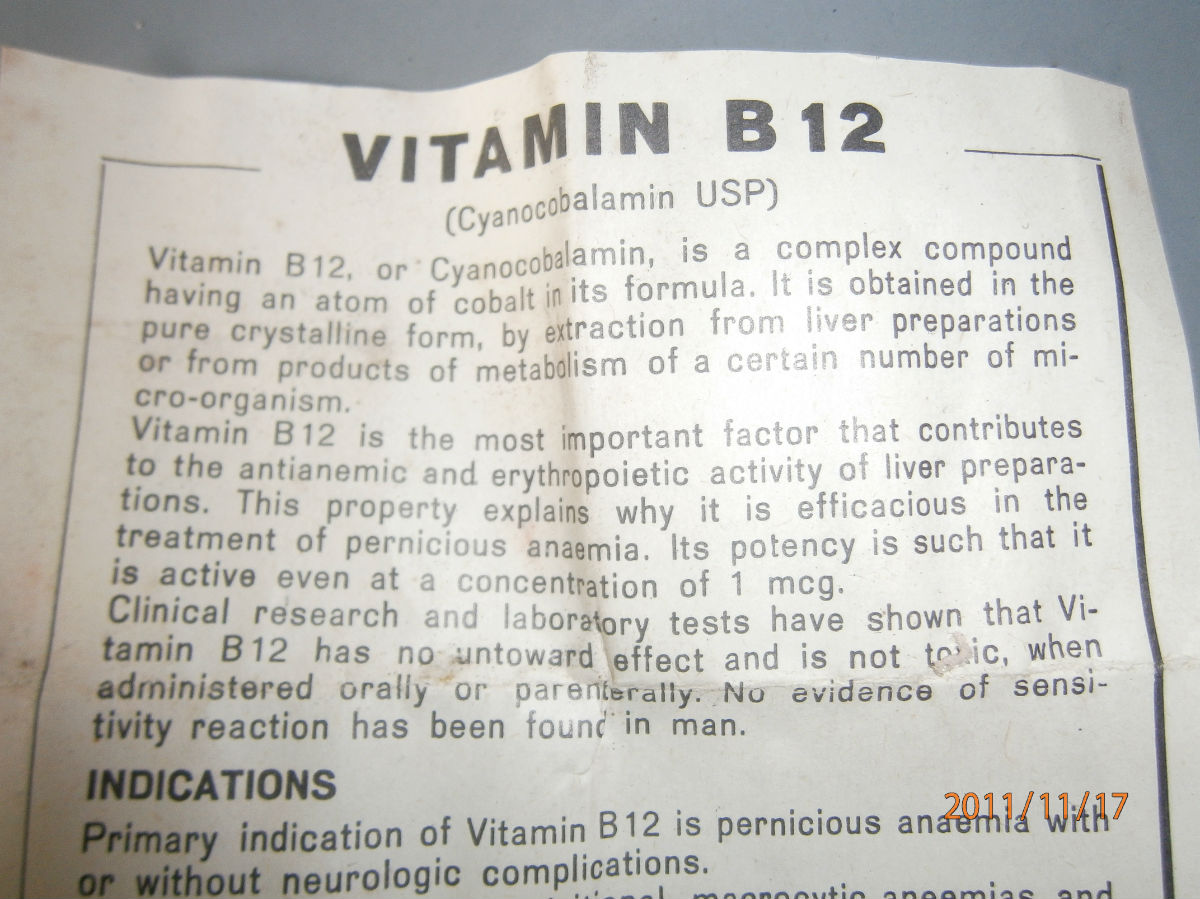 VITAMIN B12
(Cyanocobalamin USP)
Vitamin B12, or Cyanocobalamin, is a complex compound
having an atom of cobalt in its formula. It is obtained in the
pure crystalline form, by extraction from liver preparations
or from products of metabolism of a certain number of mi-
cro-organism.
Vitamin B12 is the most important factor that contributes
to the antianemic and erythropoietic activity of liver prepara-
tions. This property explains why it is efficacious in the
treatment of pernicious anaemia. Its potency is such that it
is active even at a concentration of 1 mcg.
Clinical research and laboratory tests have shown that Vi-
tamin B12 has no untoward effect and is not toxic, when
administered orally or parenterally. No evidence of sensi-
tivity reaction has been found in man.
INDICATIONS
Primary indication of Vitamin B12 is pernicious anaemia with
or without neurologic complications.
macrocytic anaemias and
2011/11/17